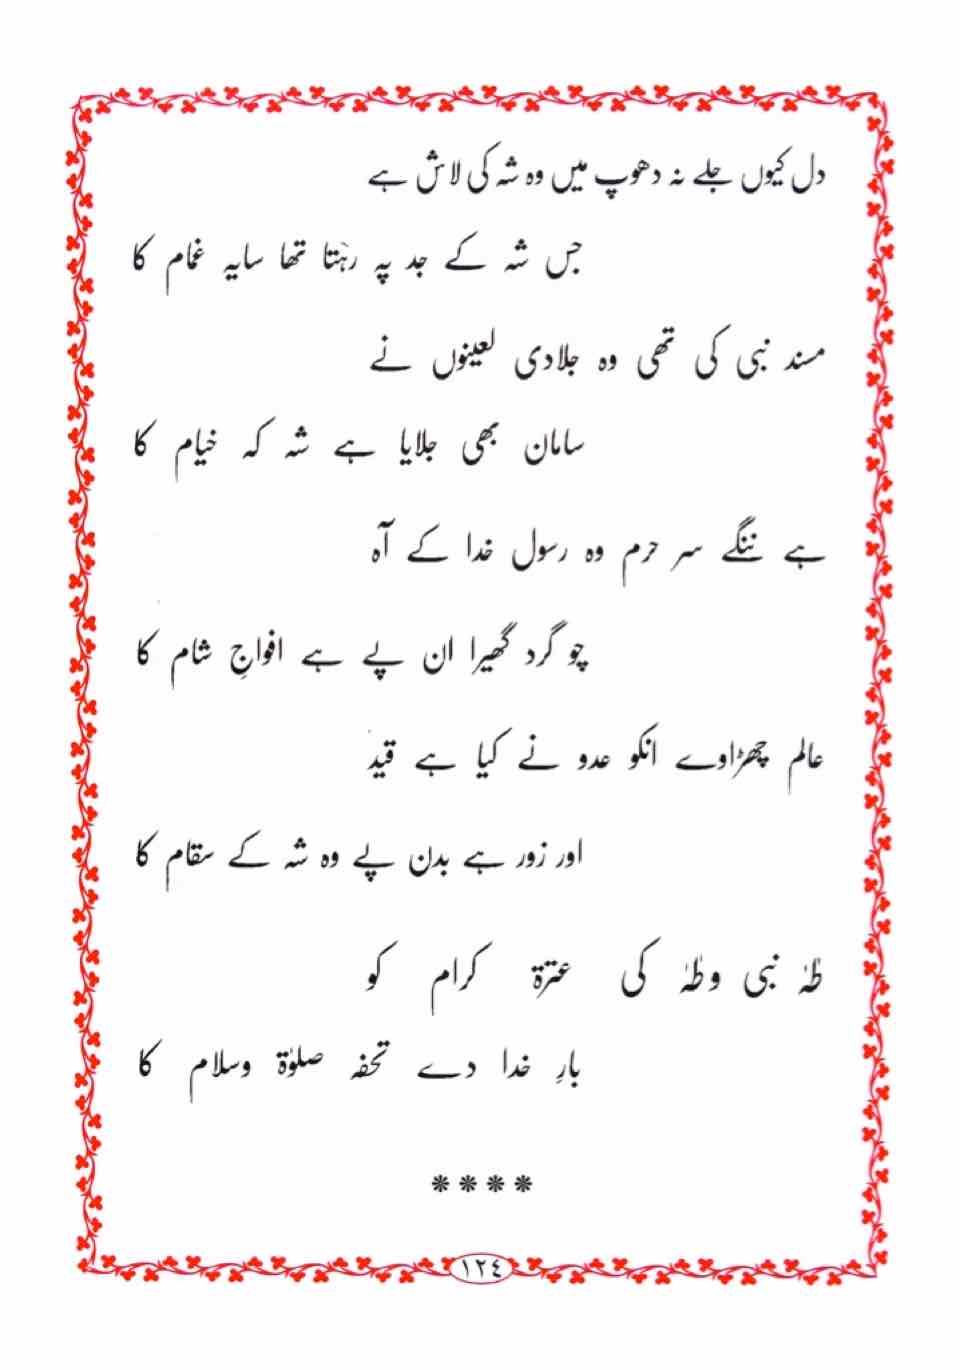 دل کیوں جلے نہ دھوپ میں وہ شہ کی لاش ہے
جس شہ کے جد پہ رہتا تھا سایہ غمام کا
مسند نبی کی تھی وہ جلادی لعینوں نے
سامان بھی جلایا ہے شہ کہ خیام کا
ہے ننگے سر حرم وہ رسول خدا کے آہ
چو گرد گھیرا ان پے ہے افواجِ شام کا
عالم چھڑاوے انکو عدو نے کیا ہے قید
اور زور ہے بدن پے وہ شہ کے سقام کا
طٰہٰ نبی وطٰہٰ کی عترۃ کرام کو
بارِ خدا دے تحفہ صلوٰۃ وسلام کا
****
١٢٤